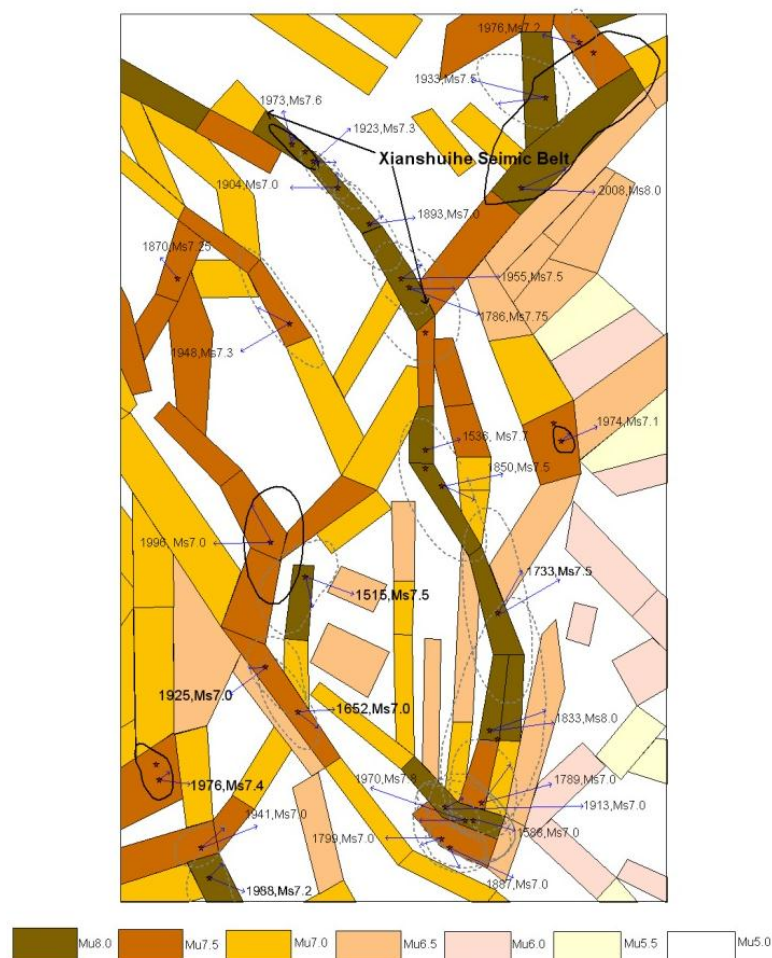 1976,Ms7.2
1933,Ms7.5
1973,Ms7.6
1923,Ms7.3
Xianshuihe Seimic Belt
1904,Ms7.0
2008,Ms8.0
1893,Ms7.0
1870,Ms7.25
1955,Ms7.5
1786,Ms7.75
1948,Ms7.3
1974,Ms7.1
1536, Ms7.7
1850,Ms7.5
1996, Ms7.0
1733,Ms7.5
1515,Ms7.5
1925,Ms7.0
1652,Ms7.0
1833,Ms8.0
1970,Ms7.8
1976,Ms7.4
1789,Ms7.0
1913,Ms7.0
1941,Ms7.0
1799,Ms7.0
1588,Ms7.0
1887,Ms7.0
1988,Ms7.2
Mu8.0 Mu7.5 Mu7.0 Mu6.5 Mu6.0 Mu5.5 Mu5.0